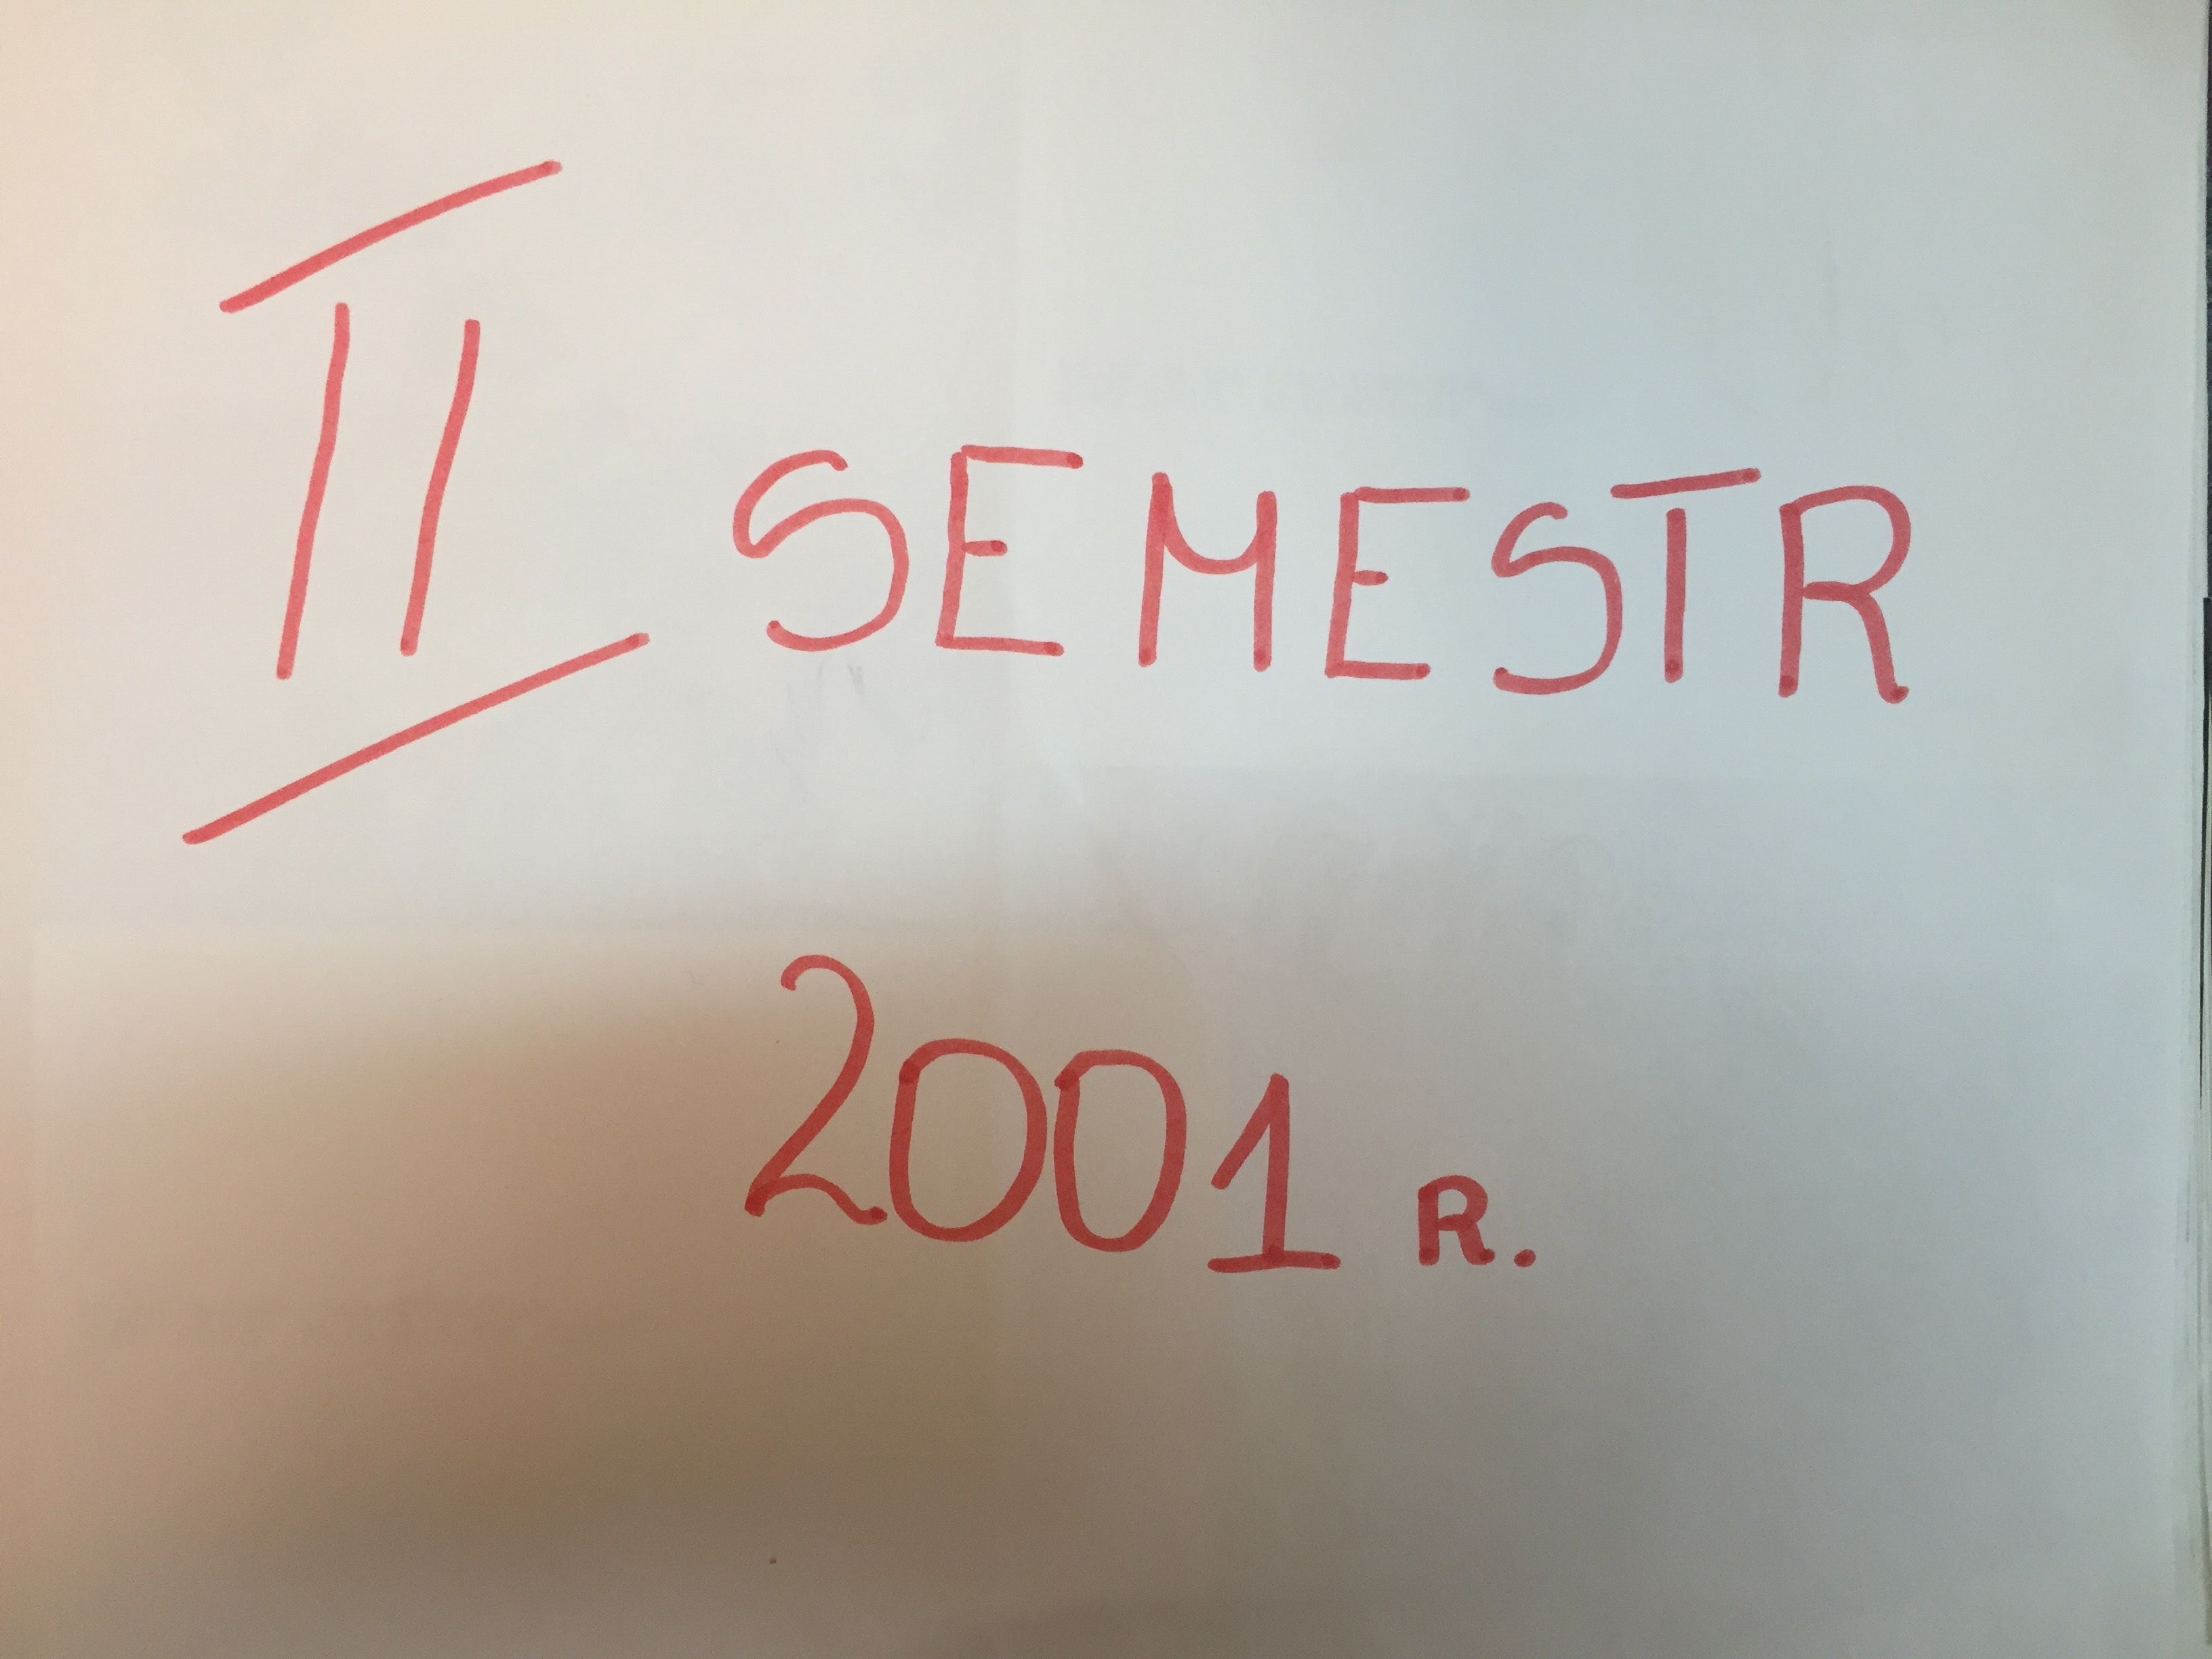 II SEMESTR
2001 R.